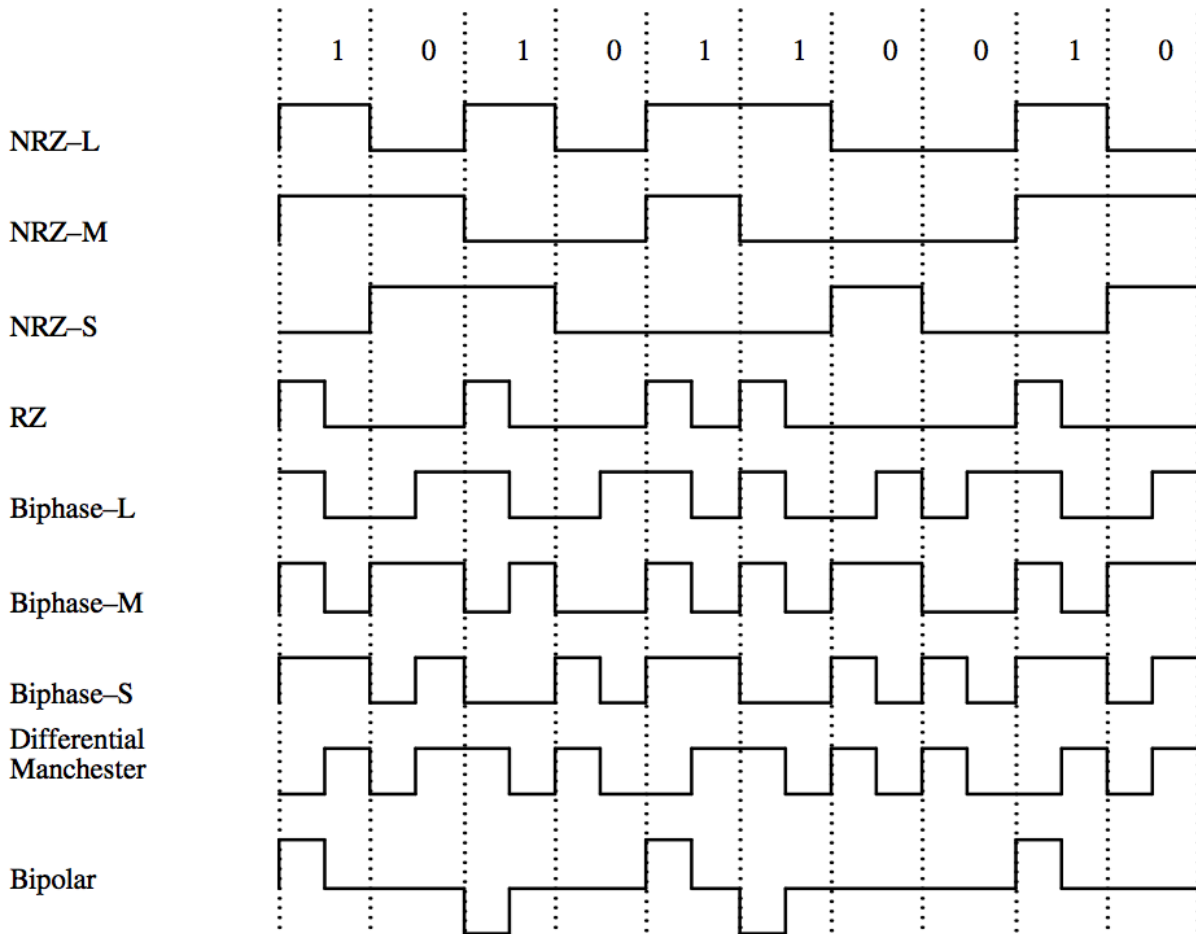 1 0 1 0 1 1 0 0 1 0
NRZ–L
NRZ–M
NRZ–S
RZ
Biphase–L
Biphase–M
Biphase–S
Differential
Manchester
Bipolar